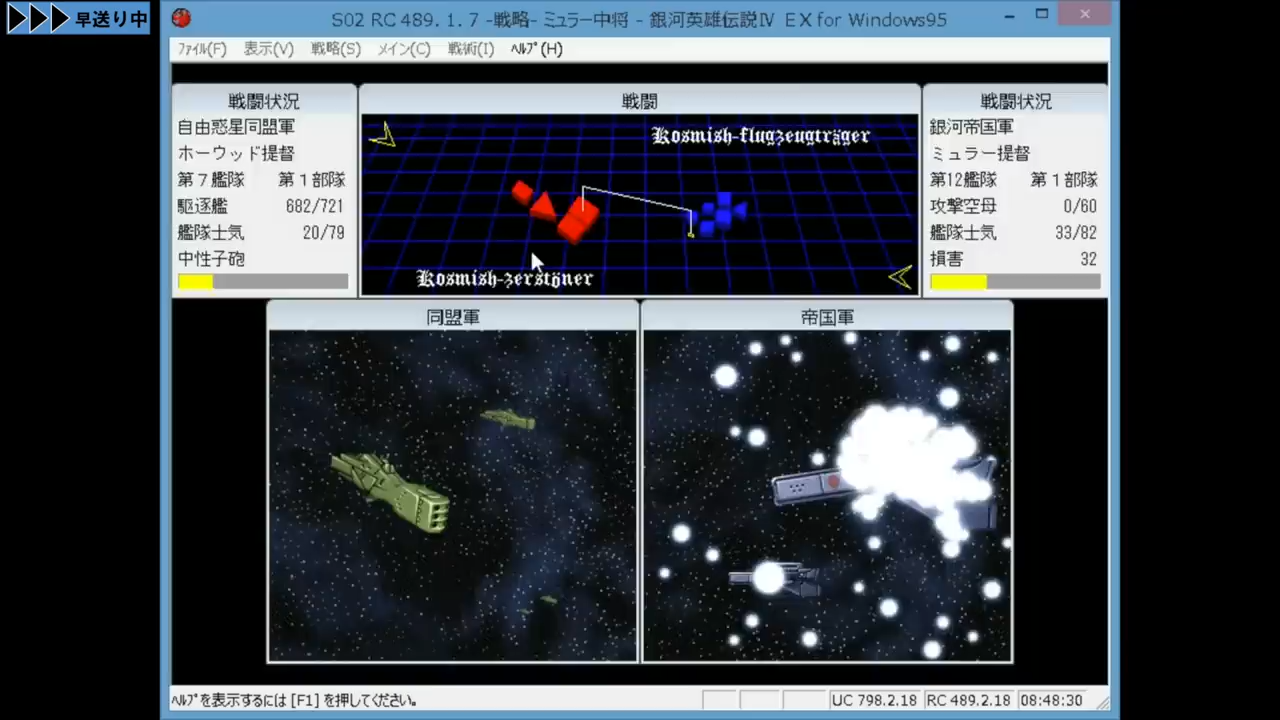 早送り中
S02 RC 489. 1. 7 -戦略- ミュラー中将 - 銀河英雄伝説Ⅳ EX for Windows95
ﾌｧｲﾙ(F) 表示(V) 戦略(S) メイン(C) 戦術(I) ﾍﾙﾌﾟ(H)
戦闘状況
自由惑星同盟軍
ホーウッド提督
第７艦隊 第１部隊
駆逐艦 682/721
艦隊士気 20/79
中性子砲
戦闘
Kosmish-flugzeugträger
Kosmish-zerstöner
戦闘状況
銀河帝国軍
ミュラー提督
第12艦隊 第１部隊
攻撃空母 0/60
艦隊士気 33/82
損害 32
同盟軍
帝国軍
ﾍﾙﾌﾟを表示するには [F1] を押してください。
UC 798.2.18 RC 489.2.18 08:48:30